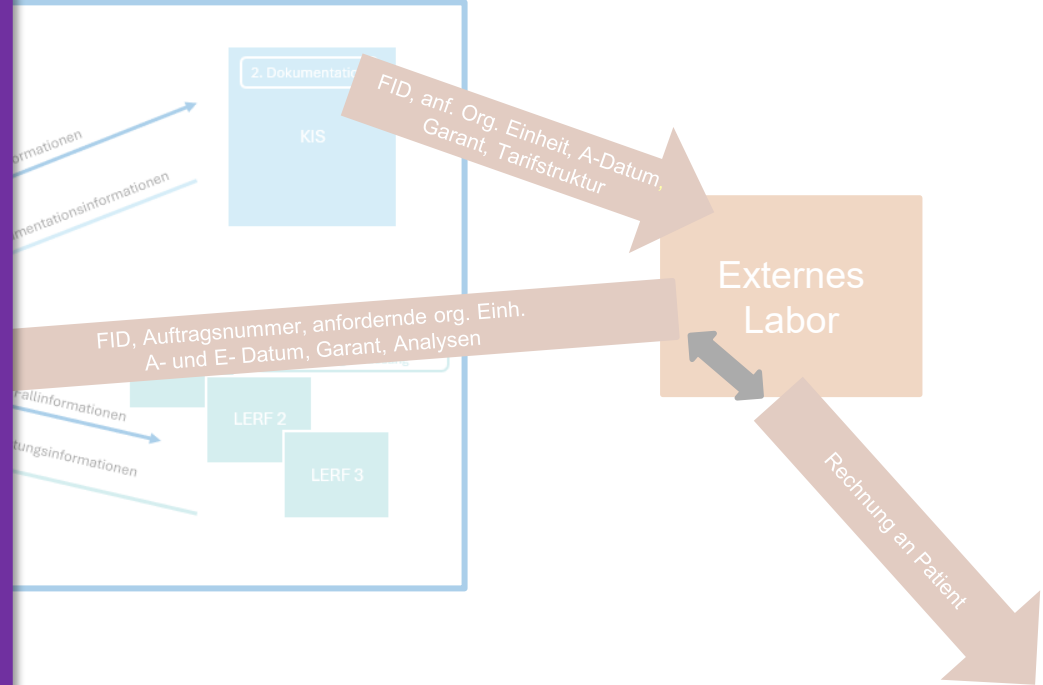 2. Dokumentatio
FID, anf. Org. Einheit, A-Datum,
Garant, Tarifstruktur
KIS
ormationen
mentationsinformationen
Externes
Labor
FID, Auftragsnummer, anfordernde org. Einh.
A- und E- Datum, Garant, Analysen
Fallinformationen
LERF 2
tungsinformationen
LERF 3
Rechnung an Patient